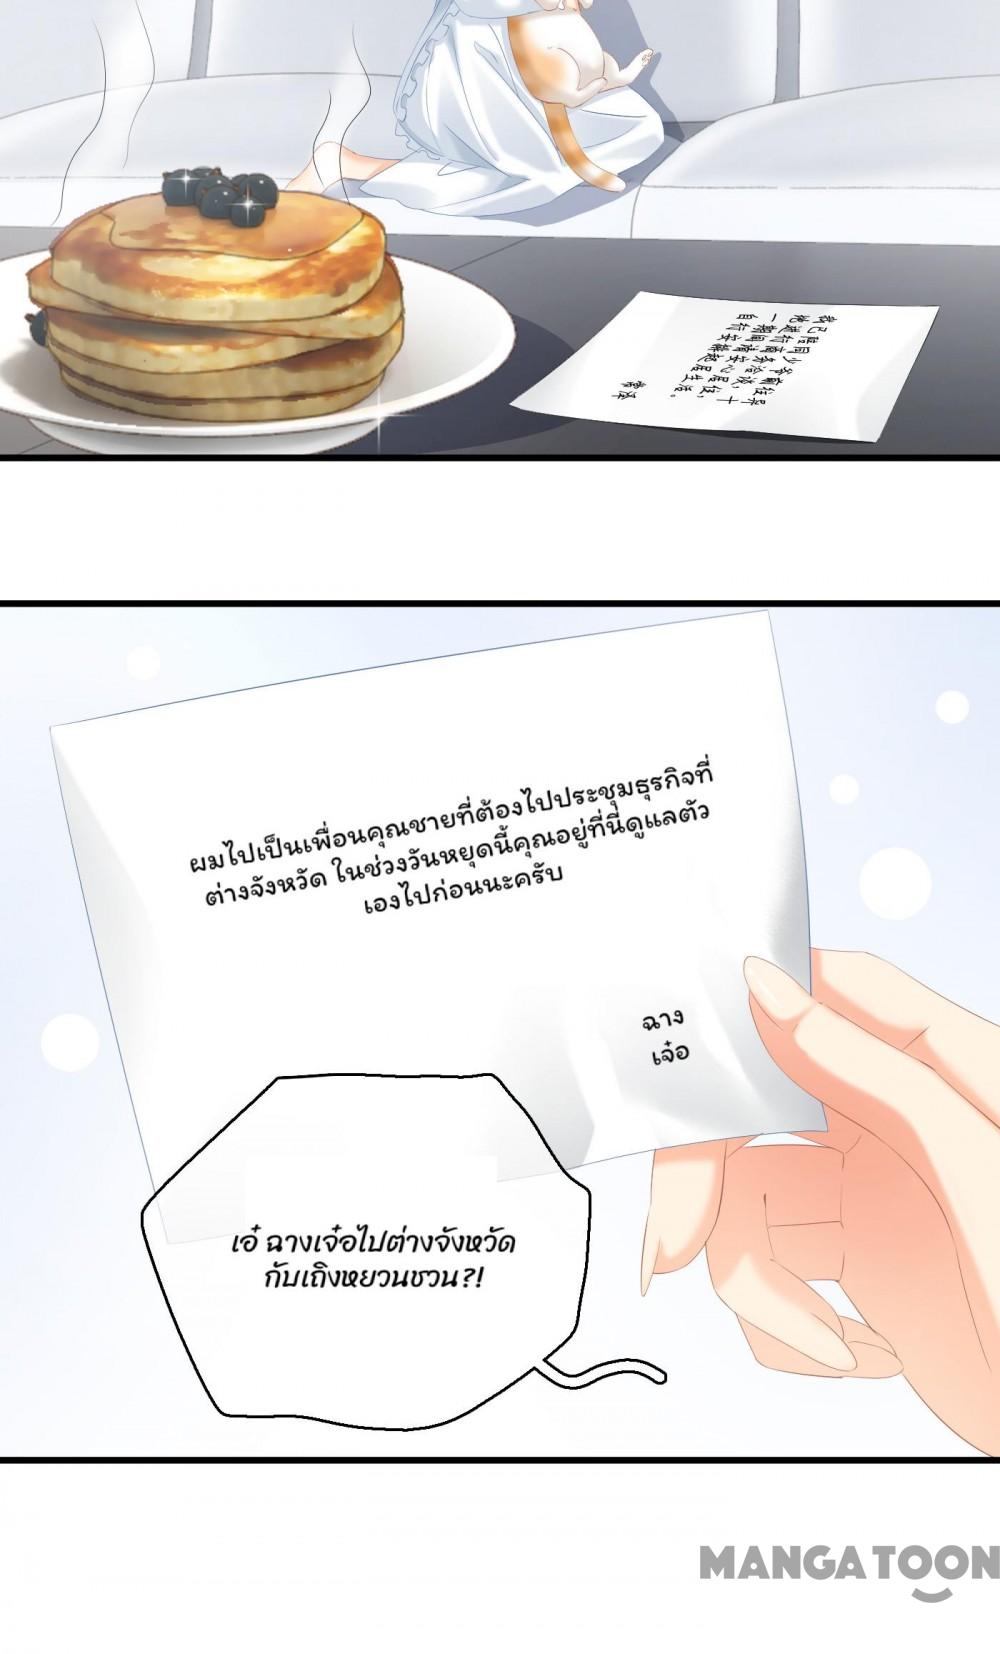 ผมไปเป็นเพื่อนคุณชายที่ต้องไปประชุมธุรกิจที่
ต่างจังหวัด ในช่วงวันหยุดนี้คุณอยู่ที่นี่ดูแลตัว
เองไปก่อนนะครับ
ฉาง
เจ๋อ
เอ๋ ฉางเจ๋อไปต่างจังหวัด
กับเถิงหยวนชวน?!
MANGATOON